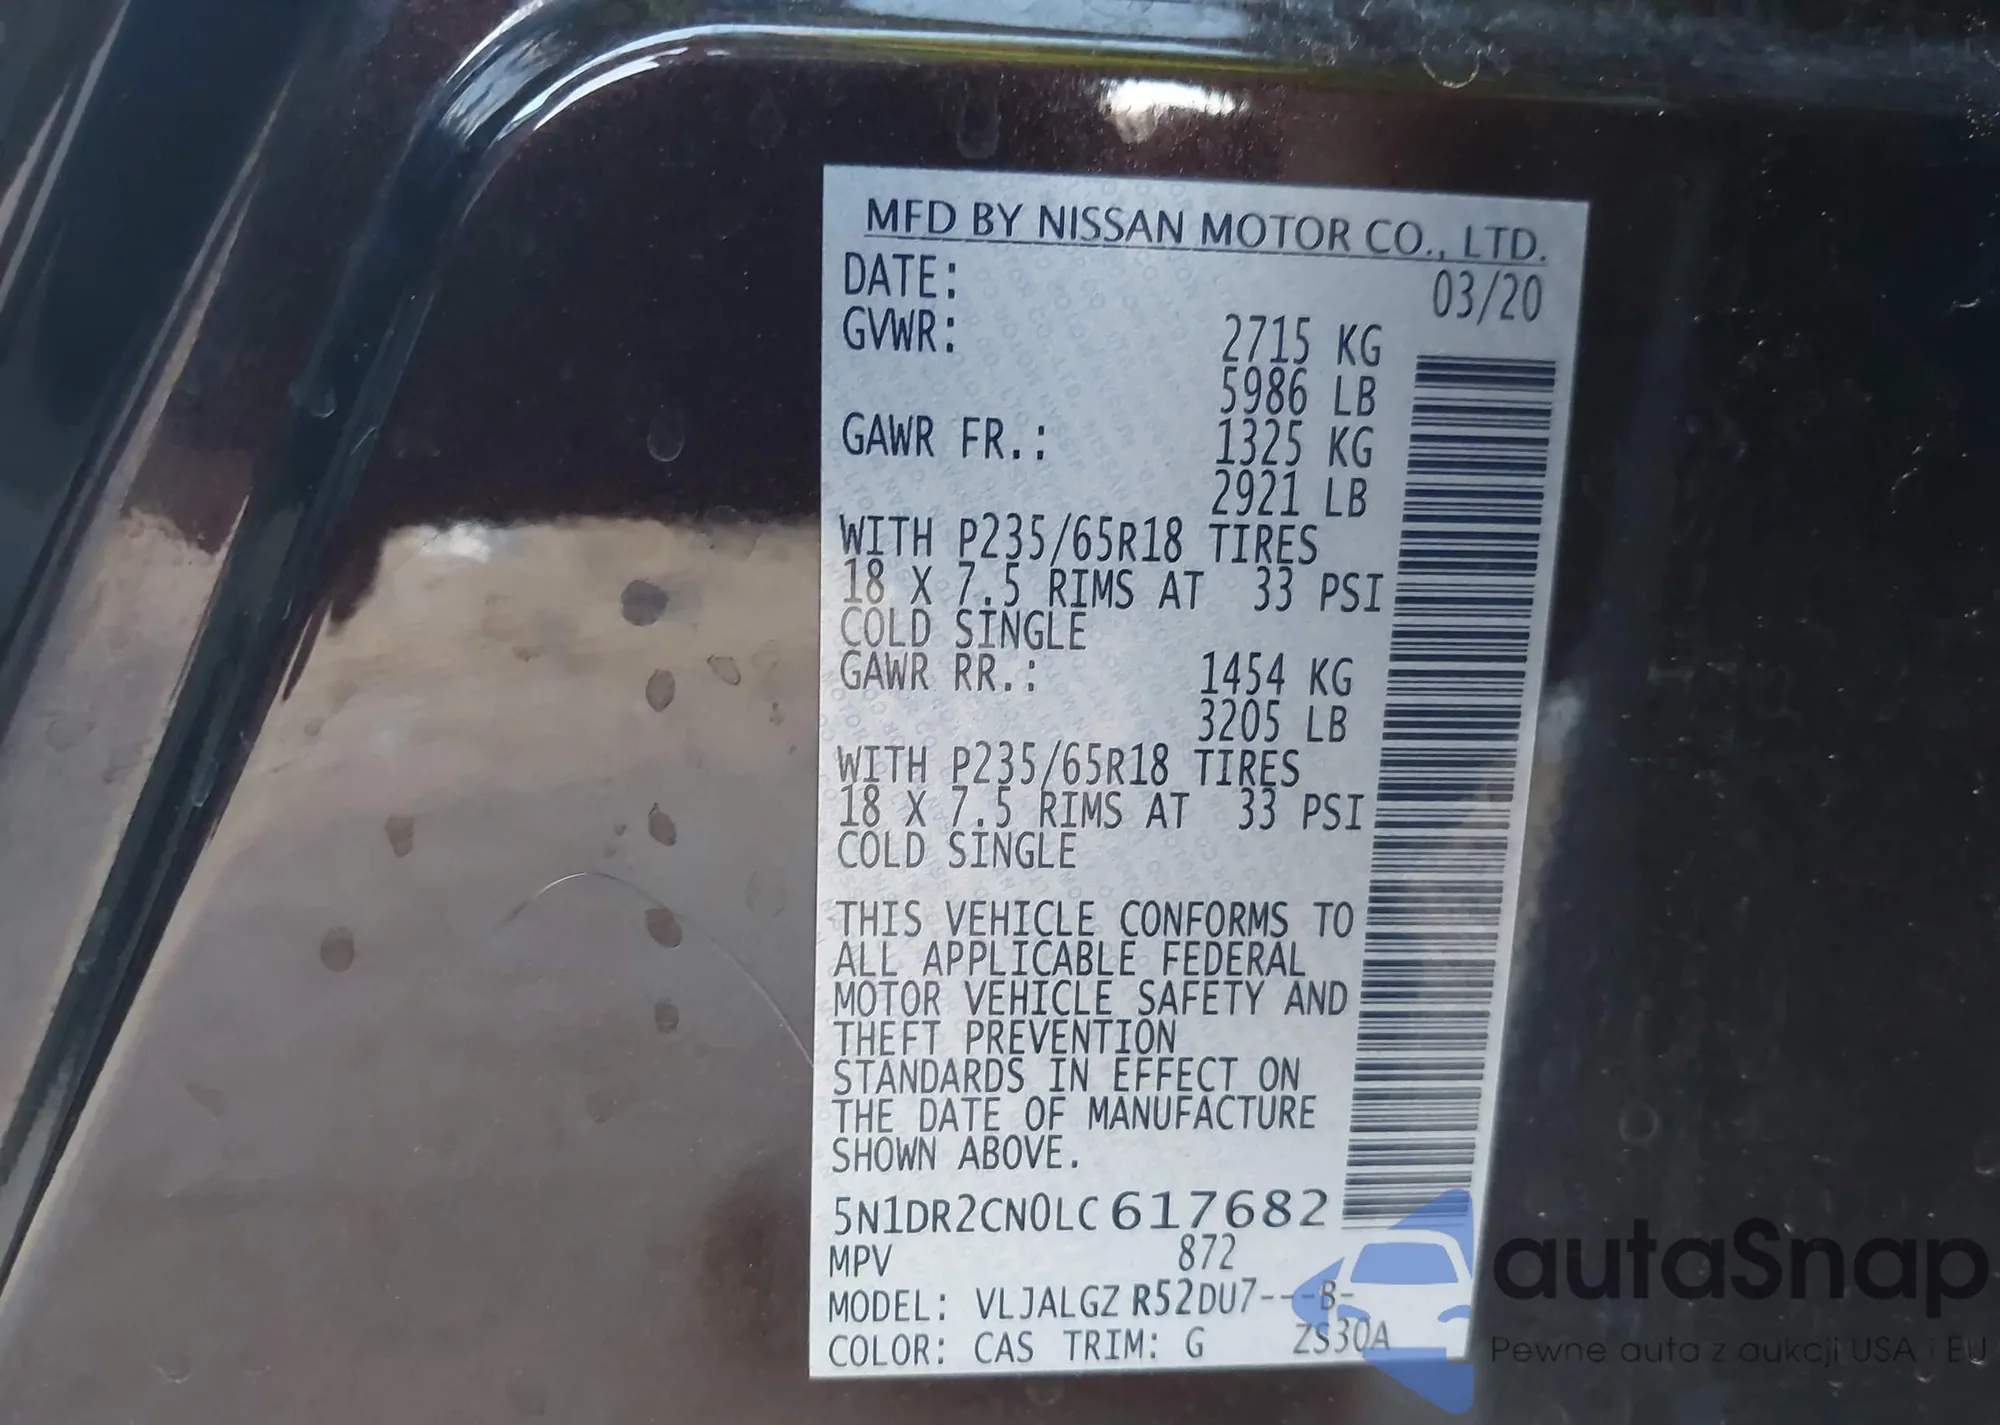 MFD BY NISSAN MOTOR CO., LTD.
DATE: 03/20
GVWR: 2715 KG
5986 LB
GAWR FR.: 1325 KG
2921 LB
WITH P235/65R18 TIRES
18 X 7.5 RIMS AT 33 PSI
COLD SINGLE
GAWR RR.: 1454 KG
3205 LB
WITH P235/65R18 TIRES
18 X 7.5 RIMS AT 33 PSI
COLD SINGLE
THIS VEHICLE CONFORMS TO
ALL APPLICABLE FEDERAL
MOTOR VEHICLE SAFETY AND
THEFT PREVENTION
STANDARDS IN EFFECT ON
THE DATE OF MANUFACTURE
SHOWN ABOVE.
5N1DR2CN0LC617682
MPV 872
MODEL: VLJALGZ R52DU7---B-
COLOR: CAS TRIM: G ZS30A
autaSnap
Pewne auta z aukcji USA i EU